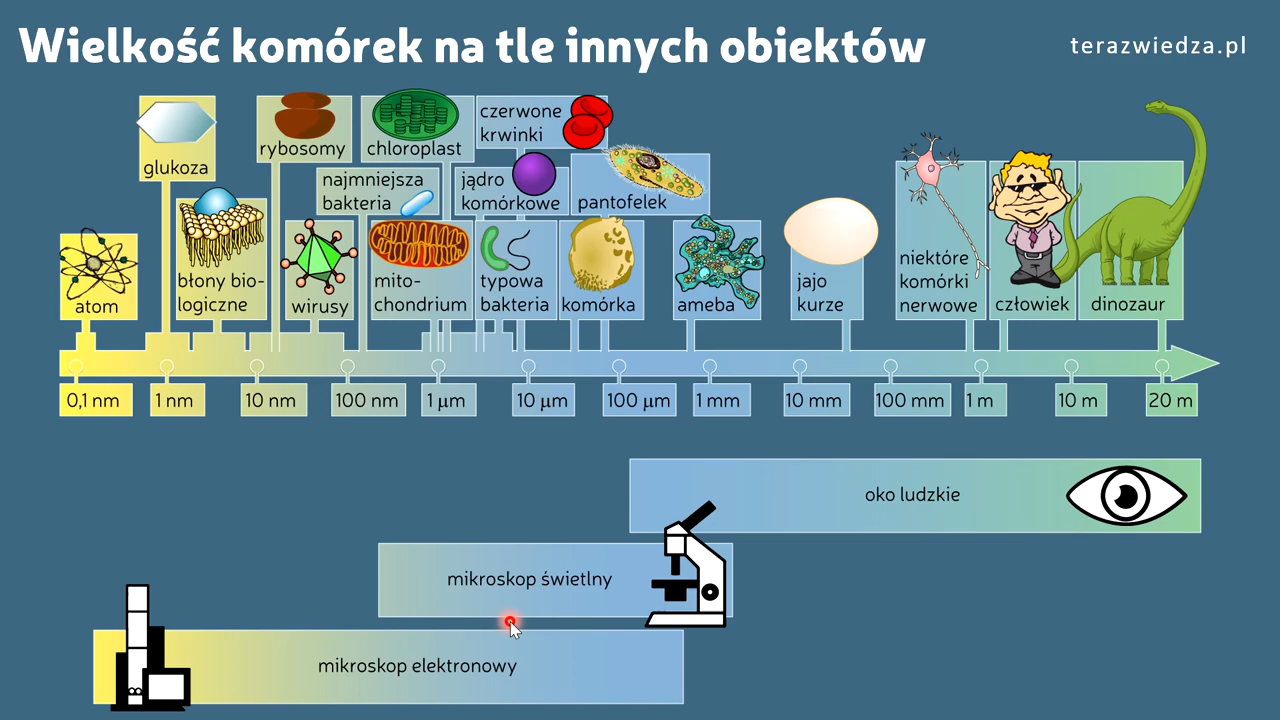 Wielkość komórek na tle innych obiektów
terazwiedza.pl
glukoza
rybosomy
chloroplast
czerwone
krwinki
najmniejsza
bakteria
jądro
komórkowe
pantofelek
atom
błony bio-
logiczne
wirusy
mito-
chondrium
typowa
bakteria
komórka
ameba
jajo
kurze
niektóre
komórki
nerwowe
człowiek
dinozaur
0,1 nm
1 nm
10 nm
100 nm
1 μm
10 μm
100 μm
1 mm
10 mm
100 mm
1 m
10 m
20 m
oko ludzkie
mikroskop świetlny
mikroskop elektronowy